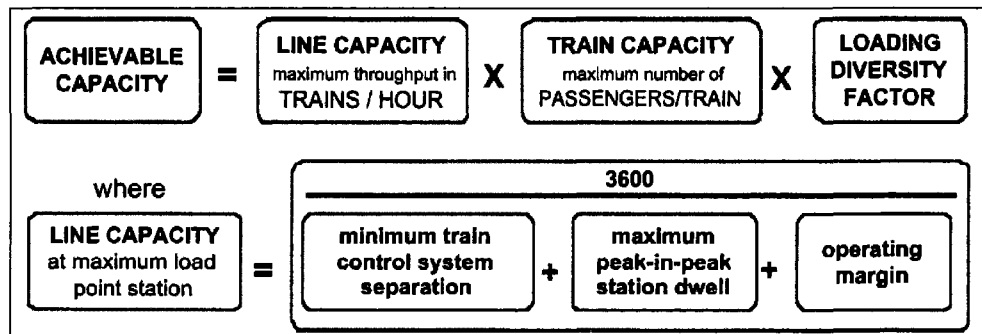 ACHIEVABLE
CAPACITY
=
LINE CAPACITY
maximum throughput in
TRAINS / HOUR
X
TRAIN CAPACITY
maximum number of
PASSENGERS/TRAIN
X
LOADING
DIVERSITY
FACTOR
where
LINE CAPACITY
at maximum load
point station
=
3600
minimum train
control system
separation
+
maximum
peak-in-peak
station dwell
+
operating
margin